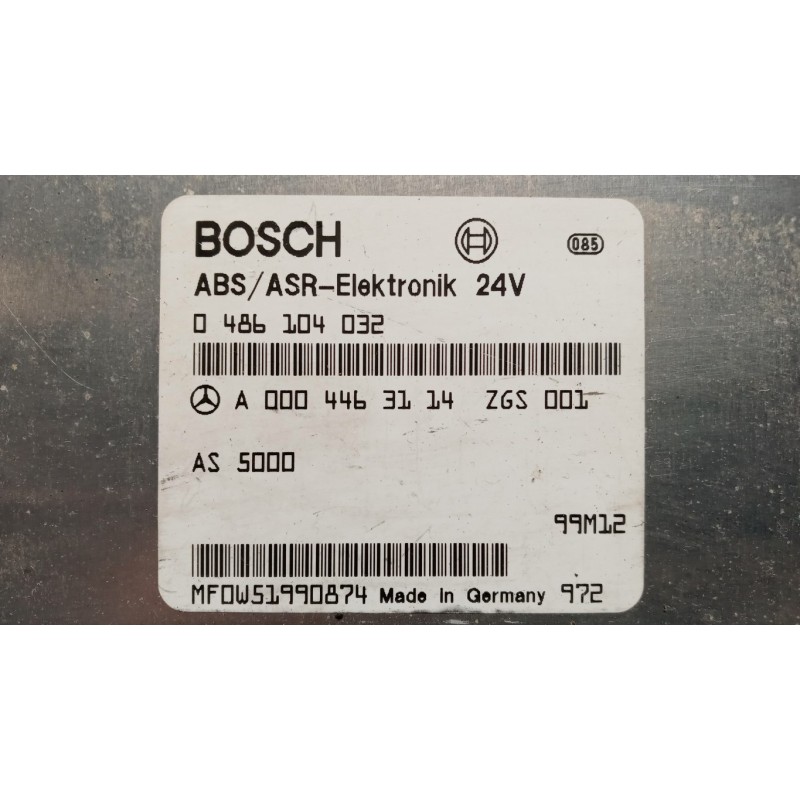 BOSCH 085
ABS/ASR-Elektronik 24V
0 486 104 032
A 000 446 31 14 ZGS 001
AS 5000
99M12
MFOW51990874 Made in Germany 972